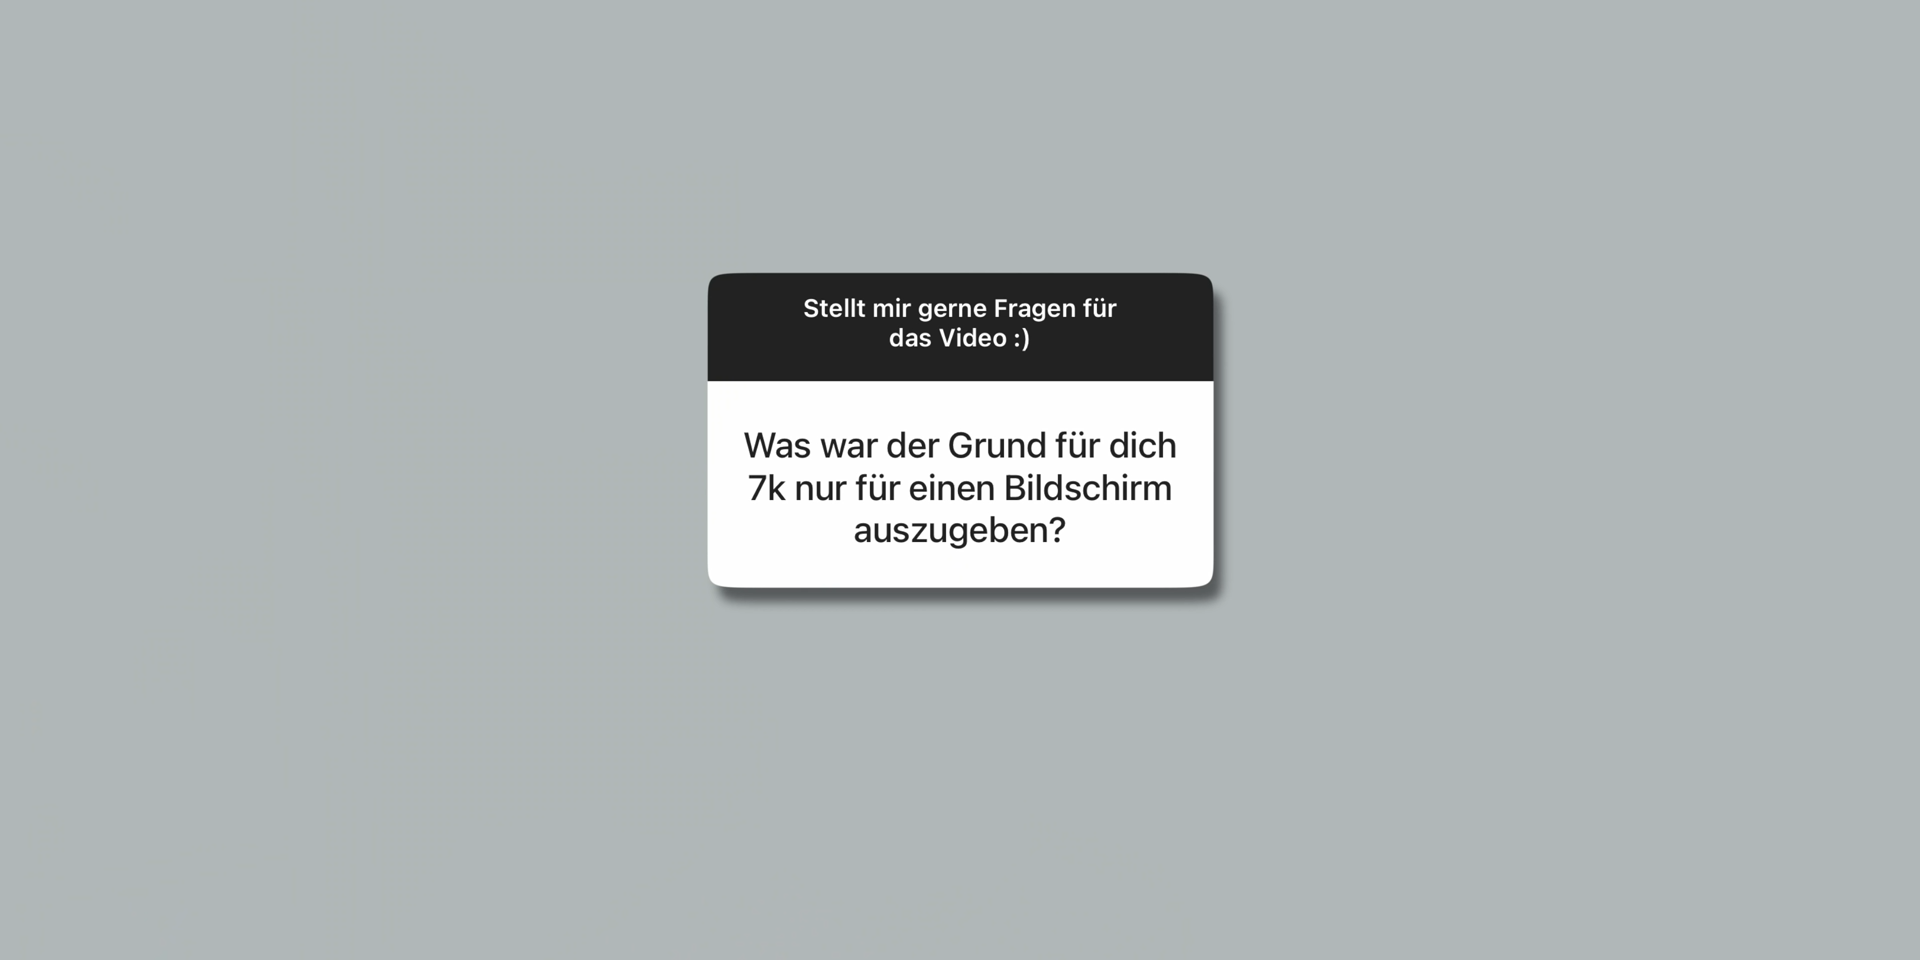 Stellt mir gerne Fragen für
das Video :)
Was war der Grund für dich
7k nur für einen Bildschirm
auszugeben?